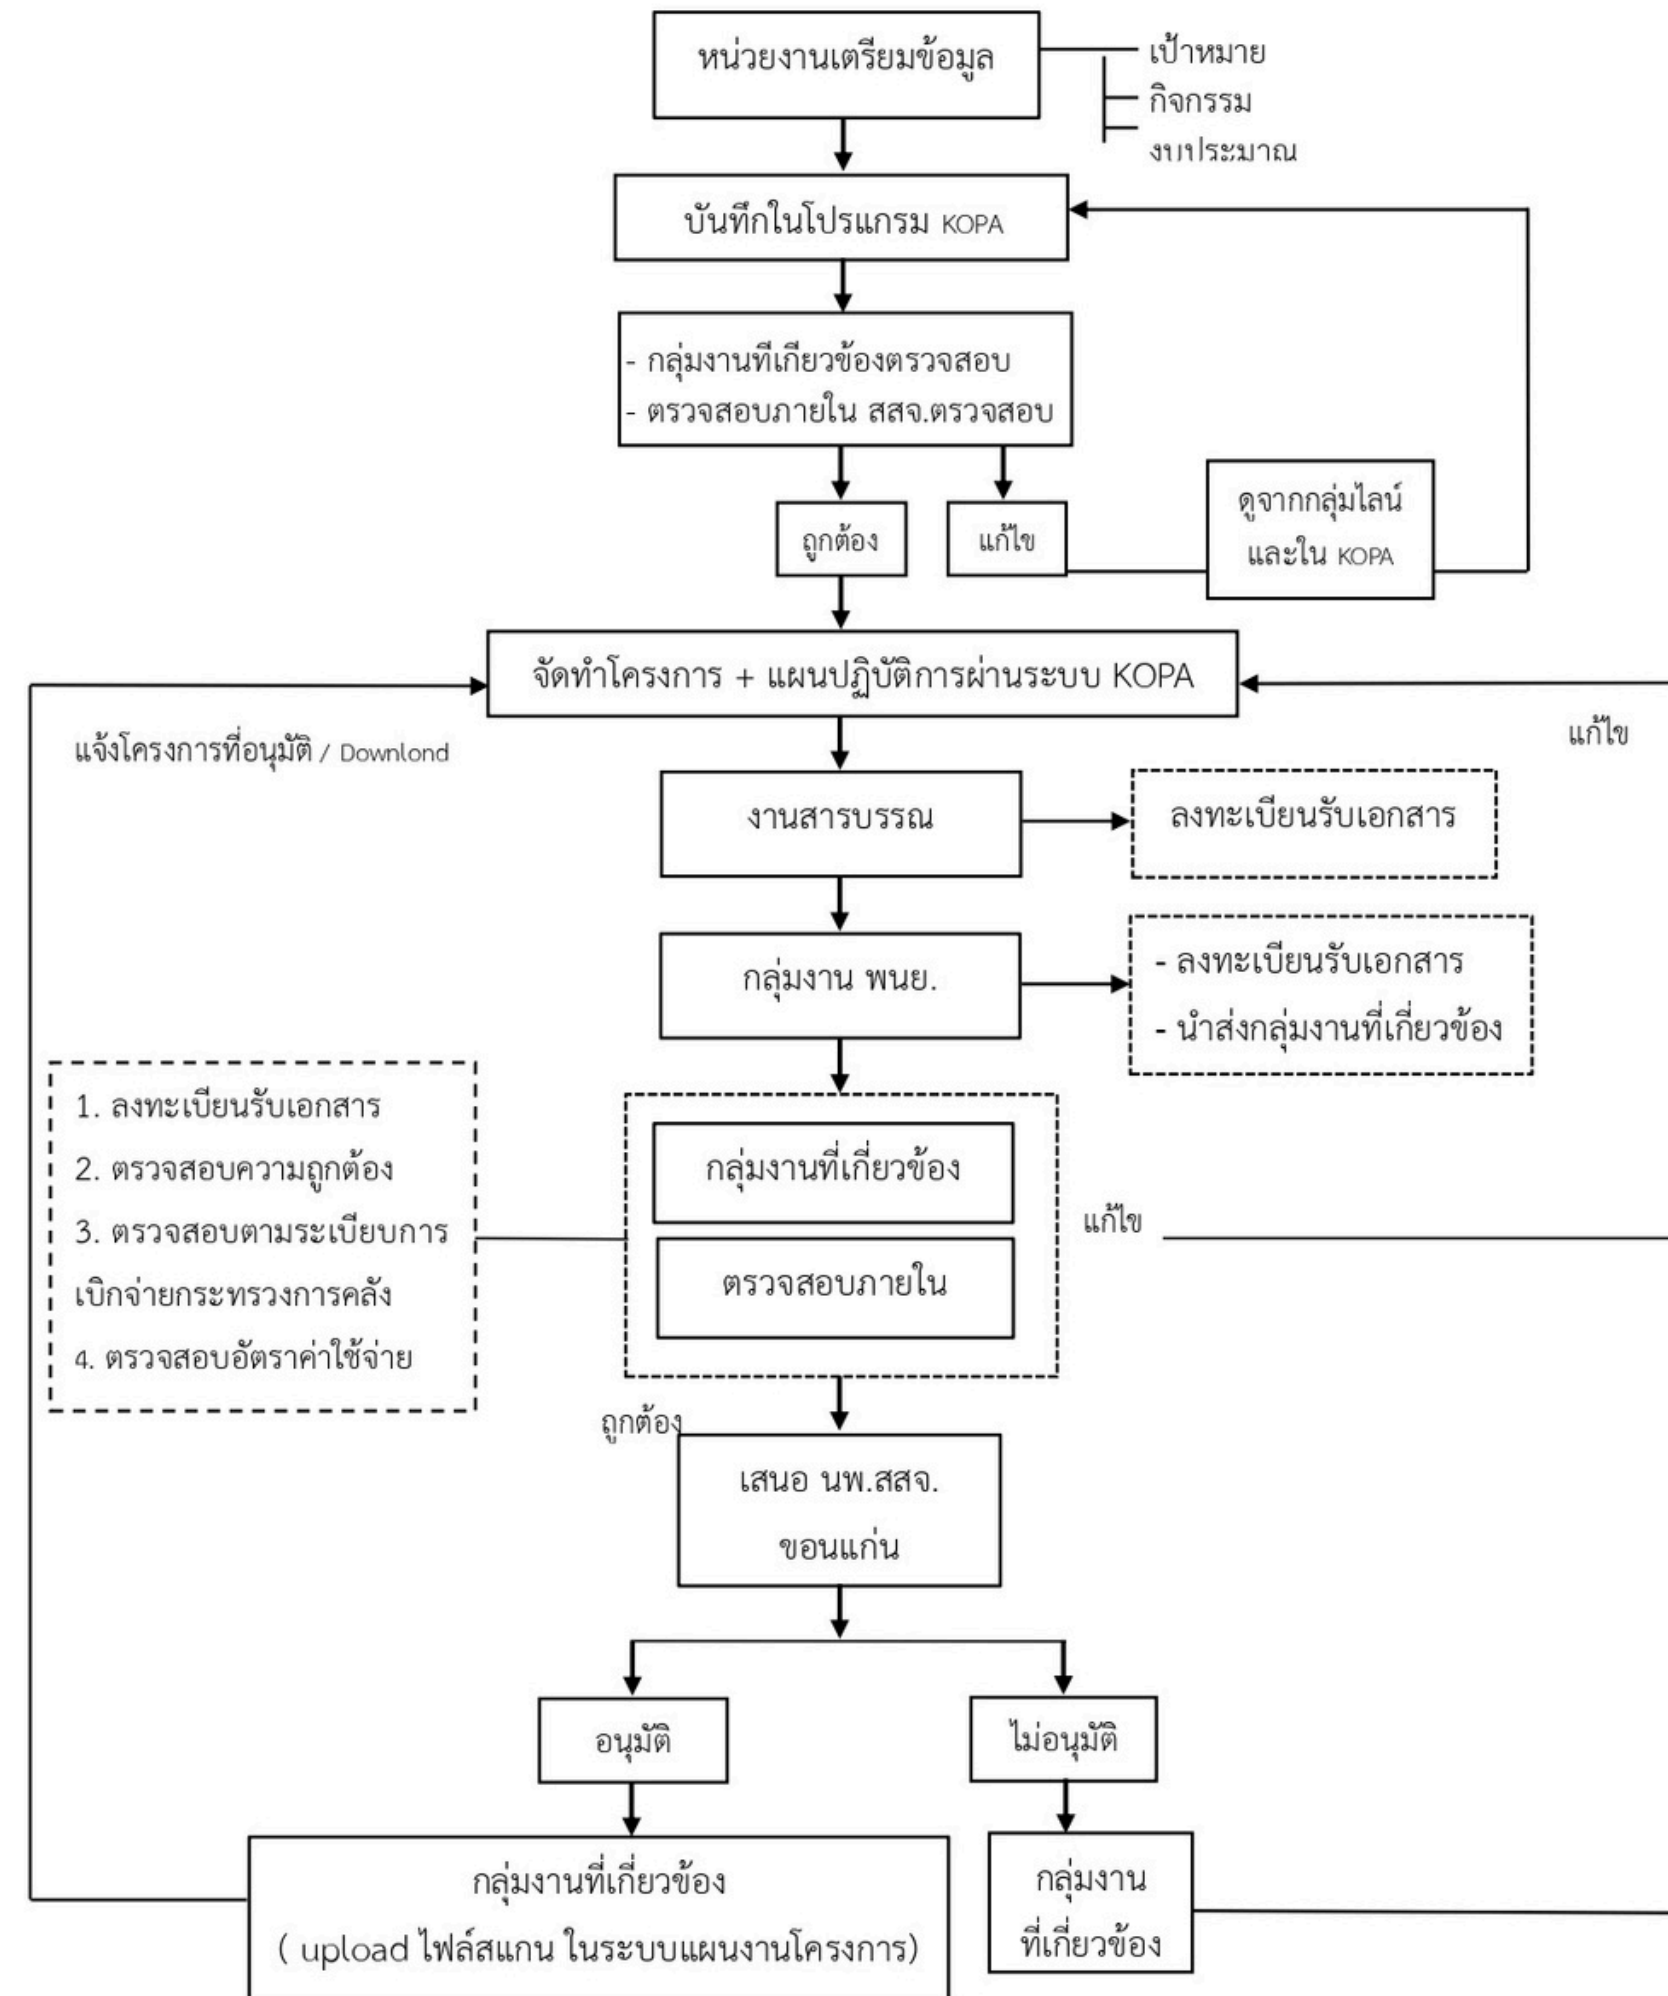 หน่วยงานเตรียมข้อมูล
เป้าหมาย
กิจกรรม
งบประมาณ
บันทึกในโปรแกรม KOPA
- กลุ่มงานที่เกี่ยวข้องตรวจสอบ
- ตรวจสอบภายใน สสจ.ตรวจสอบ
ถูกต้อง
แก้ไข
ดูจากกลุ่มไลน์
และใน KOPA
จัดทำโครงการ + แผนปฏิบัติการผ่านระบบ KOPA
แจ้งโครงการที่อนุมัติ / Downlond
แก้ไข
งานสารบรรณ
ลงทะเบียนรับเอกสาร
กลุ่มงาน พนย.
- ลงทะเบียนรับเอกสาร
- นำส่งกลุ่มงานที่เกี่ยวข้อง
1. ลงทะเบียนรับเอกสาร
2. ตรวจสอบความถูกต้อง
3. ตรวจสอบตามระเบียบการ
เบิกจ่ายกระทรวงการคลัง
4. ตรวจสอบอัตราค่าใช้จ่าย
กลุ่มงานที่เกี่ยวข้อง
ตรวจสอบภายใน
แก้ไข
ถูกต้อง
เสนอ นพ.สสจ.
ขอนแก่น
อนุมัติ
ไม่อนุมัติ
กลุ่มงานที่เกี่ยวข้อง
( upload ไฟล์สแกน ในระบบแผนงานโครงการ)
กลุ่มงาน
ที่เกี่ยวข้อง